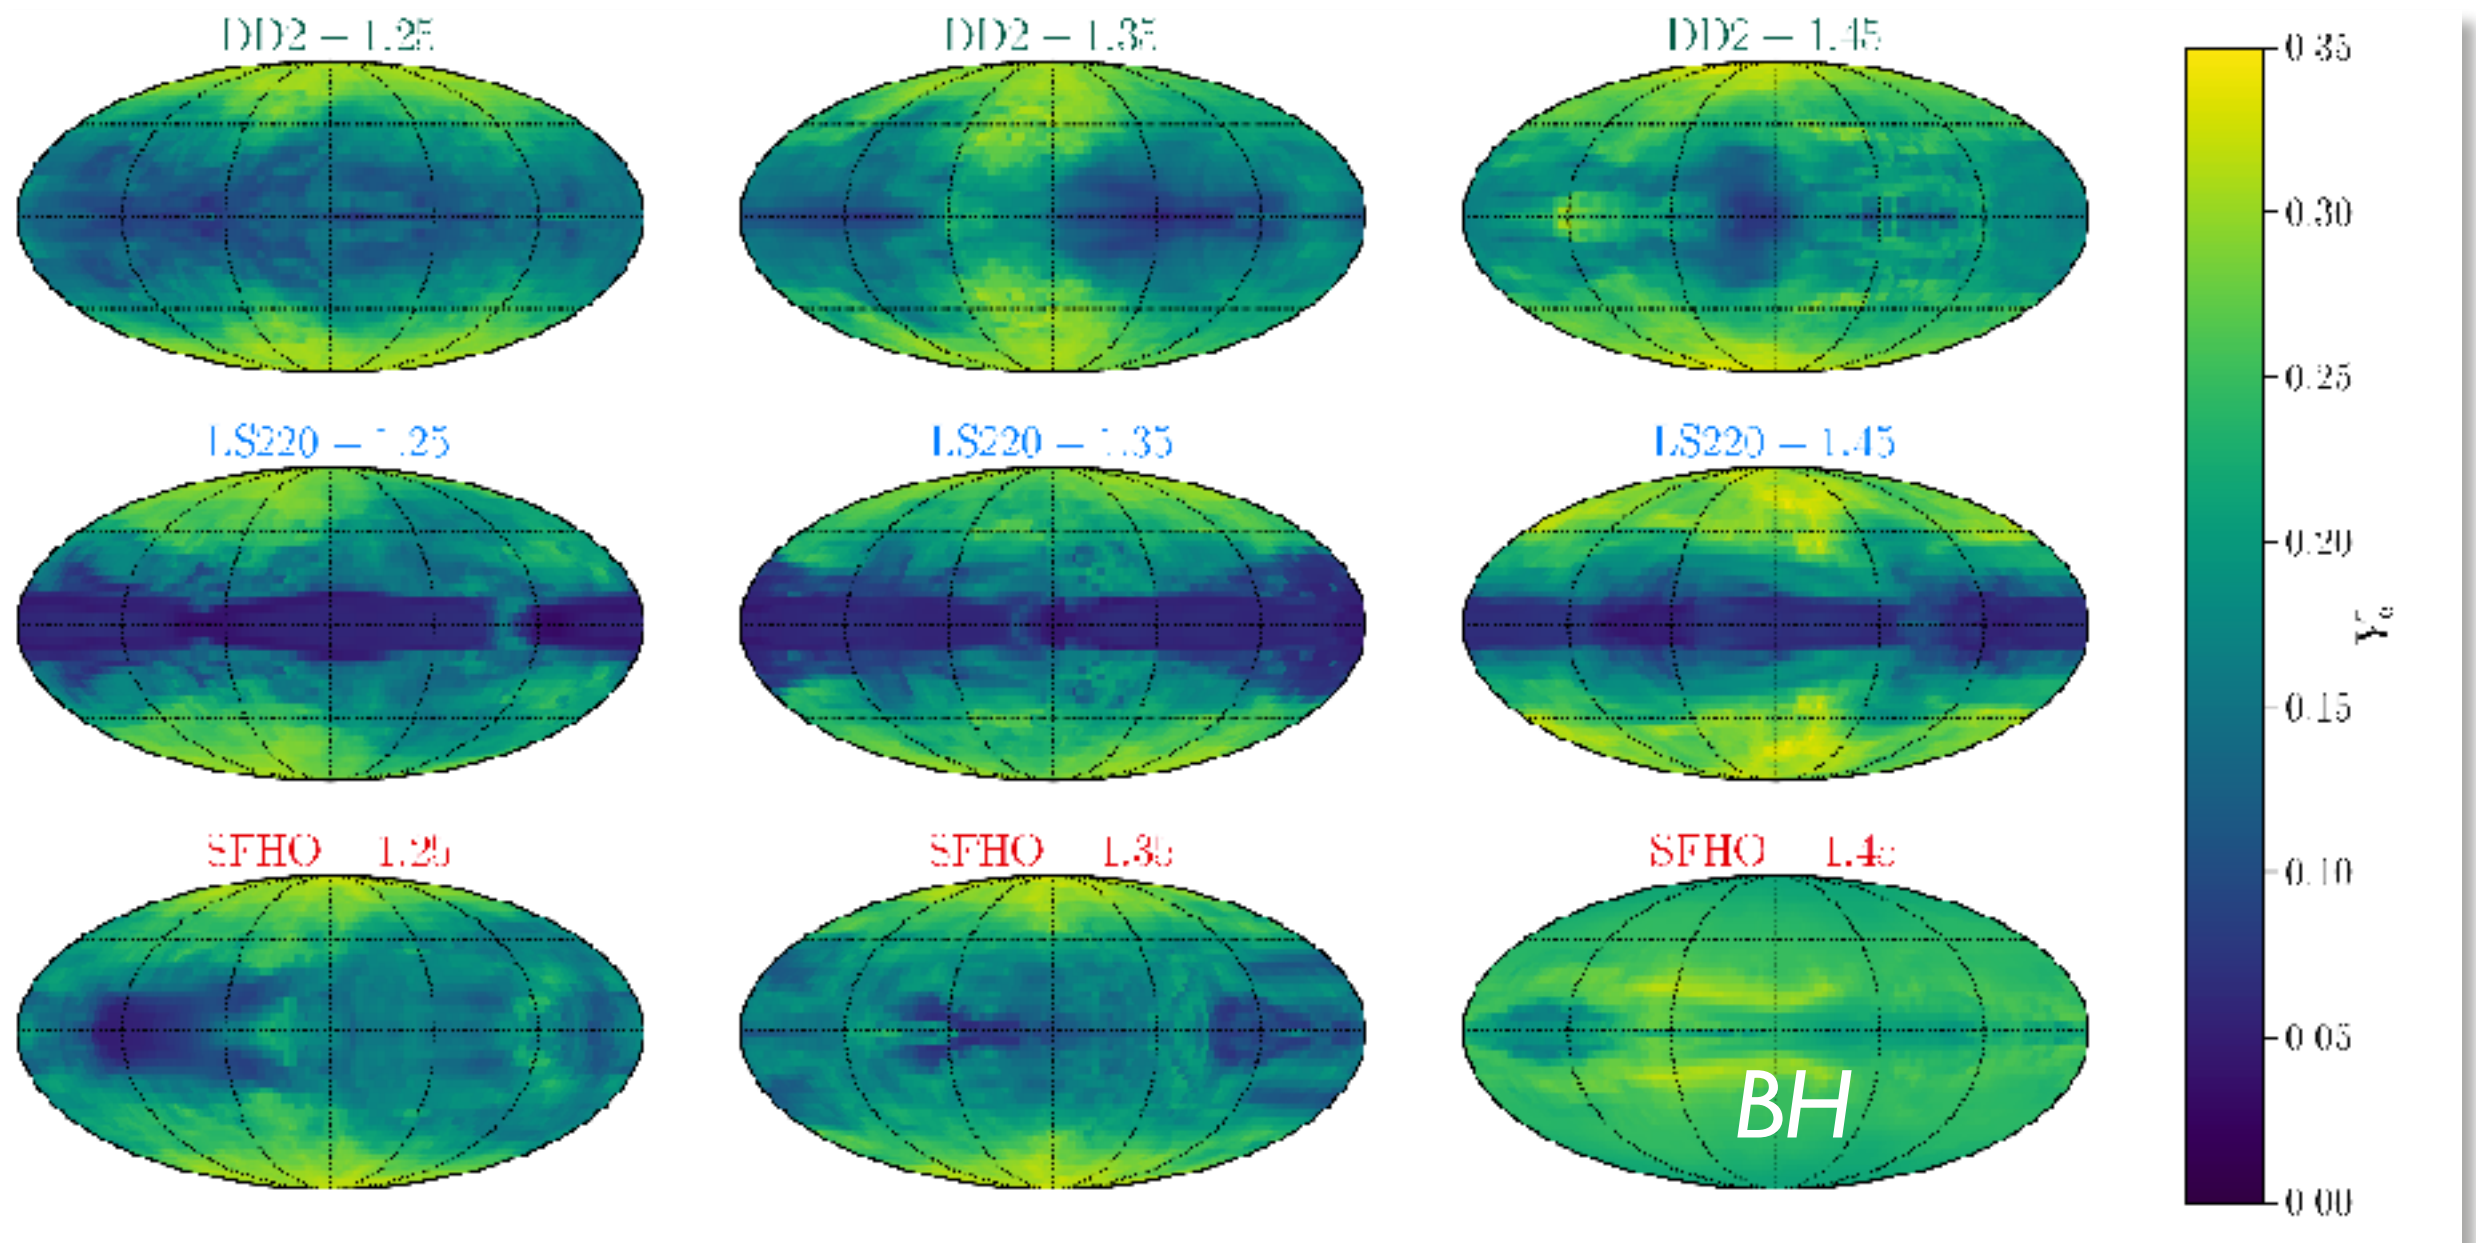 DD2 − 1.25
DD2 − 1.35
DD2 − 1.45
0.35
0.30
0.25
LS220 − 1.25
LS220 − 1.35
LS220 − 1.45
0.20
Yₑ
0.15
SFHO 1.25
SFHO 1.35
SFHO 1.45
0.10
0.05
BH
0.00